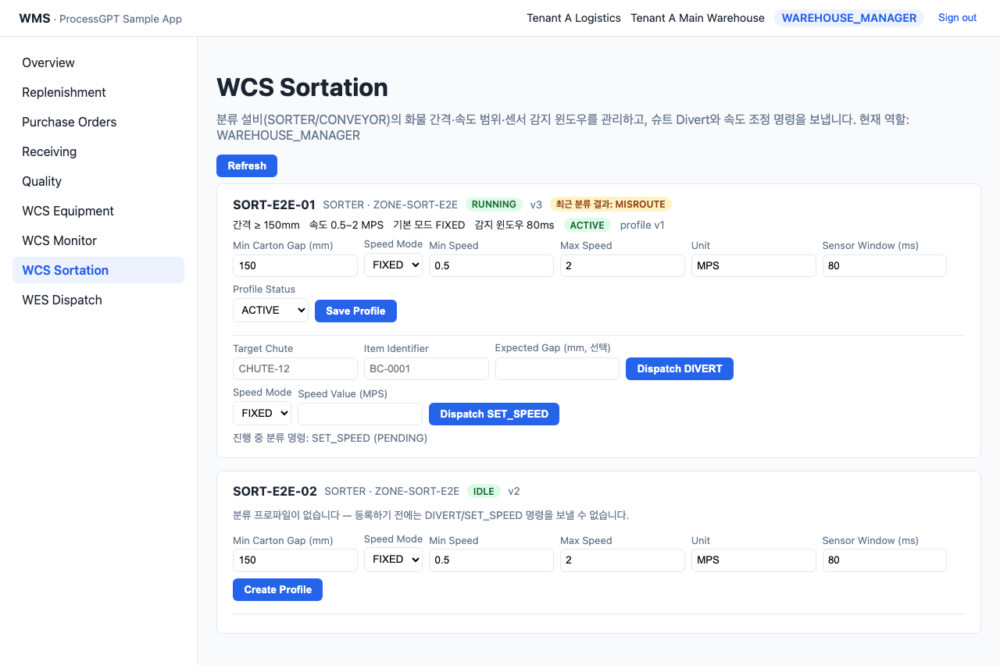 WMS · ProcessGPT Sample App
Tenant A Logistics Tenant A Main Warehouse WAREHOUSE_MANAGER Sign out
Overview
Replenishment
Purchase Orders
Receiving
Quality
WCS Equipment
WCS Monitor
WCS Sortation
WES Dispatch
WCS Sortation
분류 설비(SORTER/CONVEYOR)의 화물 간격·속도 범위·센서 감지 윈도우를 관리하고, 슈트 Divert와 속도 조정 명령을 보냅니다. 현재 역할:
WAREHOUSE_MANAGER
Refresh
SORT-E2E-01 SORTER · ZONE-SORT-E2E RUNNING v3 최근 분류 결과: MISROUTE
간격 ≥ 150mm 속도 0.5–2 MPS 기본 모드 FIXED 감지 윈도우 80ms ACTIVE profile v1
Min Carton Gap (mm) Speed Mode Min Speed Max Speed Unit Sensor Window (ms)
150 FIXED 0.5 2 MPS 80
Profile Status
ACTIVE Save Profile
Target Chute Item Identifier Expected Gap (mm, 선택)
CHUTE-12 BC-0001 Dispatch DIVERT
Speed Mode Speed Value (MPS)
FIXED Dispatch SET_SPEED
진행 중 분류 명령: SET_SPEED (PENDING)
SORT-E2E-02 SORTER · ZONE-SORT-E2E IDLE v2
분류 프로파일이 없습니다 — 등록하기 전에는 DIVERT/SET_SPEED 명령을 보낼 수 없습니다.
Min Carton Gap (mm) Speed Mode Min Speed Max Speed Unit Sensor Window (ms)
150 FIXED 0.5 2 MPS 80
Create Profile